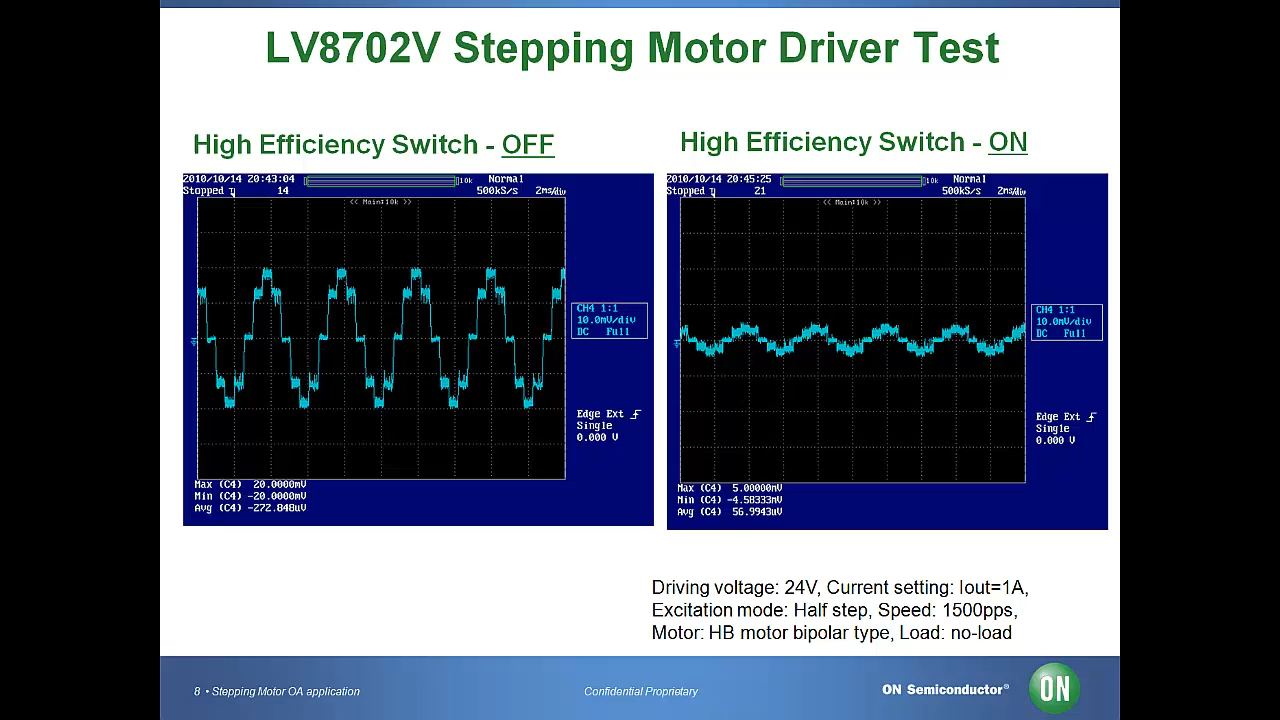 LV8702V Stepping Motor Driver Test
High Efficiency Switch - OFF
2010/10/14 20:43:04
10k
Normal
Stopped
14
500kS/s
2ms/div
<< Main:10k >>
CH4 1:1
10.0mV/div
DC Full
Edge Ext
Single
0.000 V
Max (C4) 20.0000mV
Min (C4) -20.0000mV
Avg (C4) -272.848uV
High Efficiency Switch - ON
2010/10/14 20:45:25
10k
Normal
Stopped
21
500kS/s
2ms/div
<< Main:10k >>
CH4 1:1
10.0mV/div
DC Full
Edge Ext
Single
0.000 V
Max (C4) 5.00000mV
Min (C4) -4.58333mV
Avg (C4) 56.9943uV
Driving voltage: 24V, Current setting: Iout=1A,
Excitation mode: Half step, Speed: 1500pps,
Motor: HB motor bipolar type, Load: no-load
8 • Stepping Motor OA application
Confidential Proprietary
ON Semiconductor®
ON